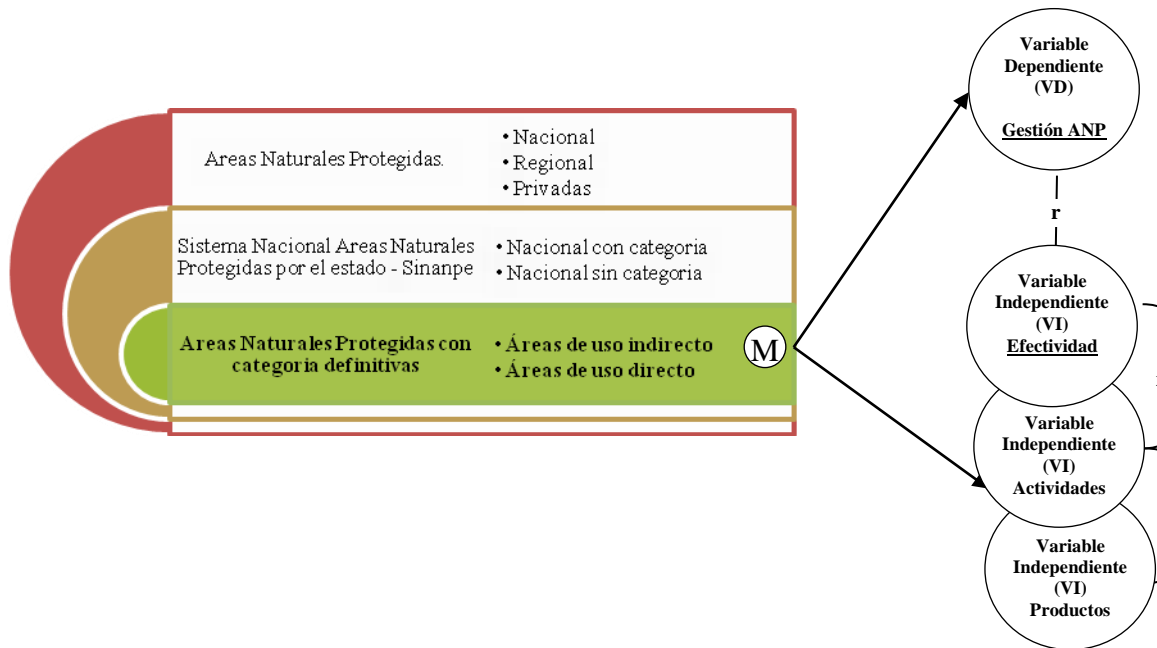 Areas Naturales Protegidas.
• Nacional
• Regional
• Privadas
Sistema Nacional Areas Naturales
Protegidas por el estado - Sinanpe
• Nacional con categoria
• Nacional sin categoria
Areas Naturales Protegidas con
categoria definitivas
• Áreas de uso indirecto
• Áreas de uso directo
M
Variable
Dependiente
(VD)
Gestión ANP
r
Variable
Independiente
(VI)
Efectividad
Variable
Independiente
(VI)
Actividades
Variable
Independiente
(VI)
Productos